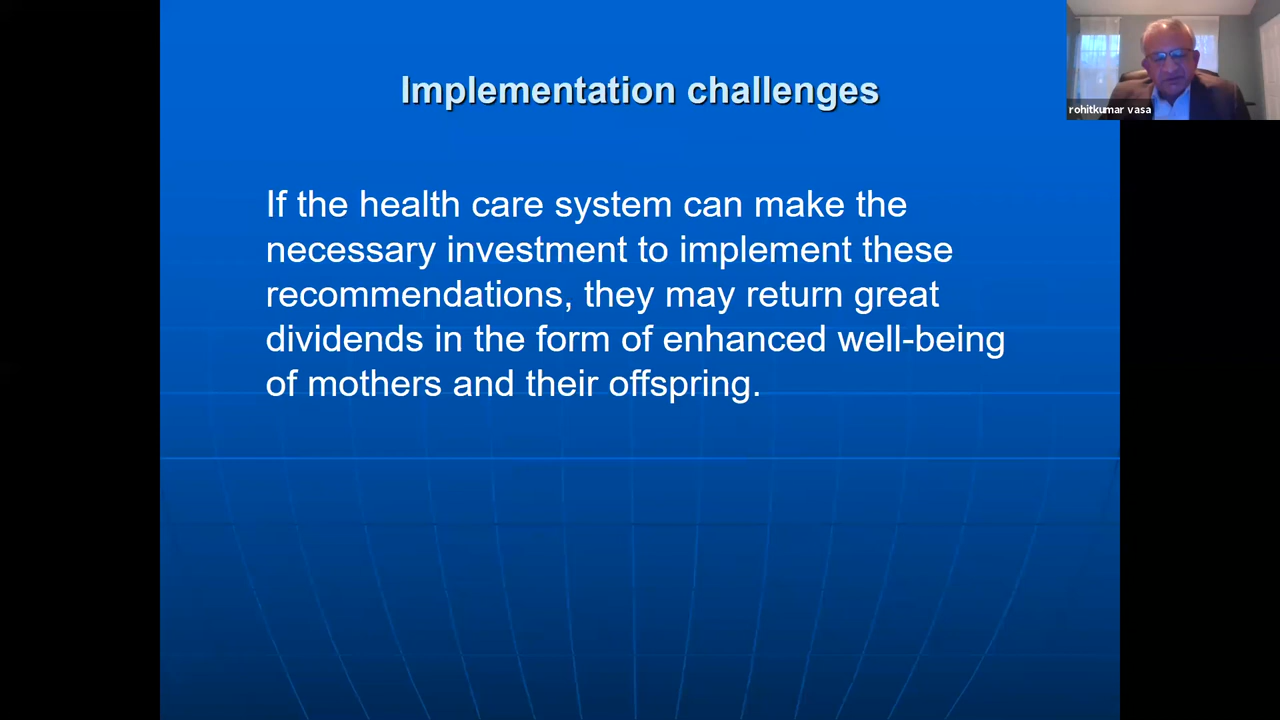 Implementation challenges
rohitkumar vasa
If the health care system can make the
necessary investment to implement these
recommendations, they may return great
dividends in the form of enhanced well-being
of mothers and their offspring.